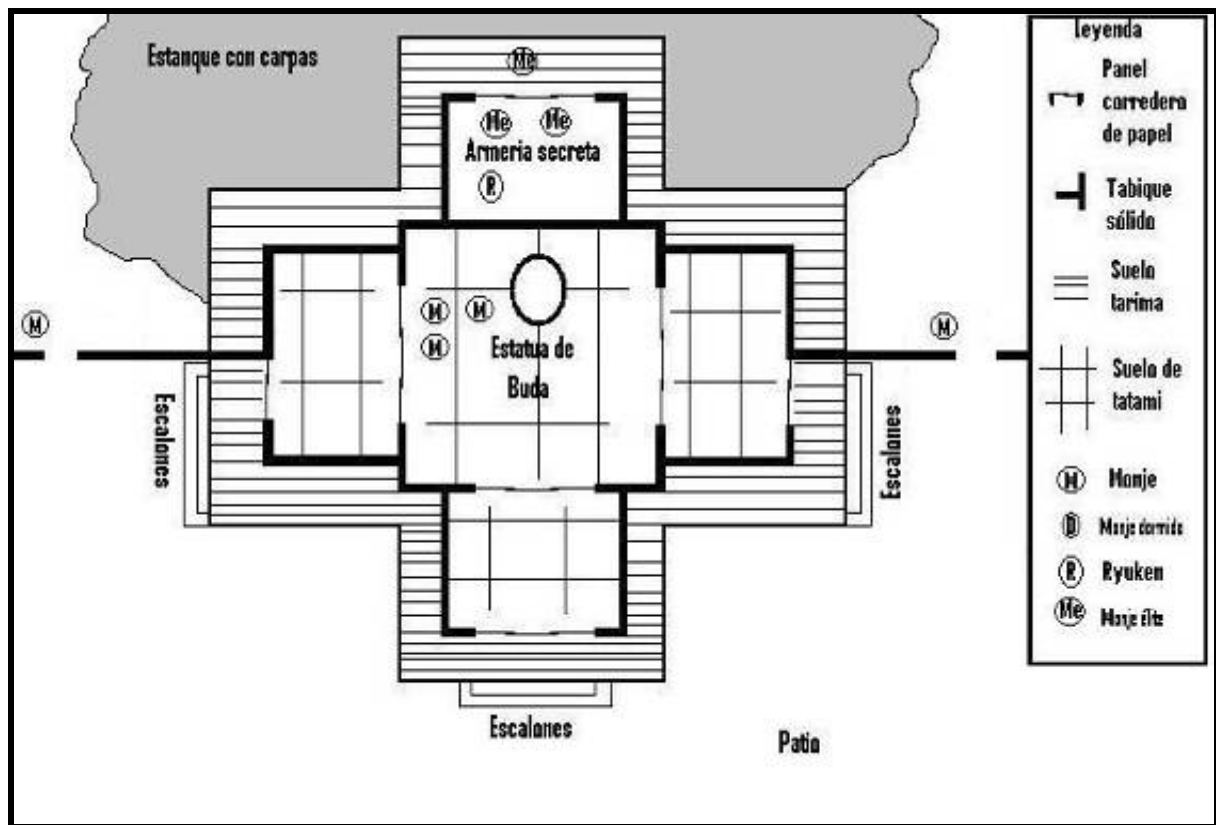 Estanque con carpas
Me
Me
Me
Armeria secreta
R
M
M
M
M
Estatua de
Buda
M
Escalones
Escalones
Escalones
Patio
leyenda
Panel
corredero
de papel
Tabique
sólido
Suelo
tarima
Suelo de
tatami
M
Monje
D
Monje dormido
R
Ryuken
Me
Monje élite